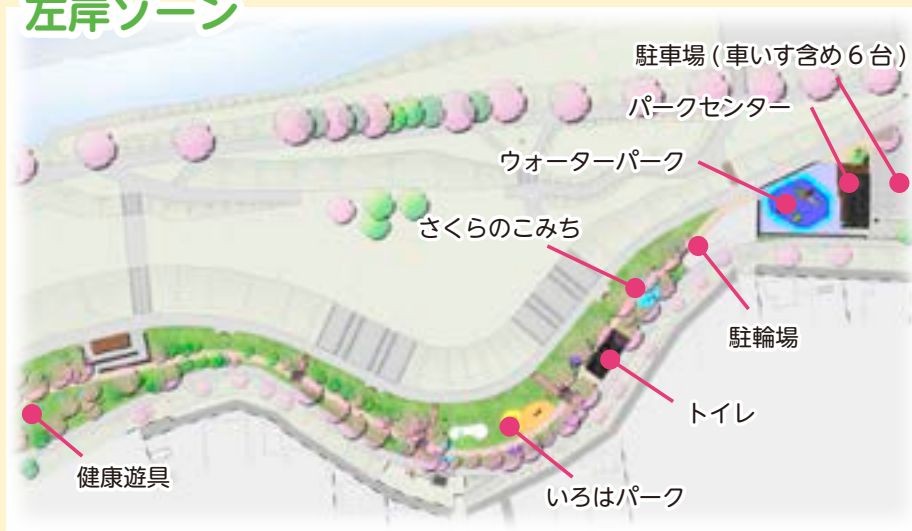 左岸ゾーン
駐車場(車いす含め6台)
パークセンター
ウォーターパーク
さくらのこみち
駐輪場
トイレ
健康遊具
いろはパーク